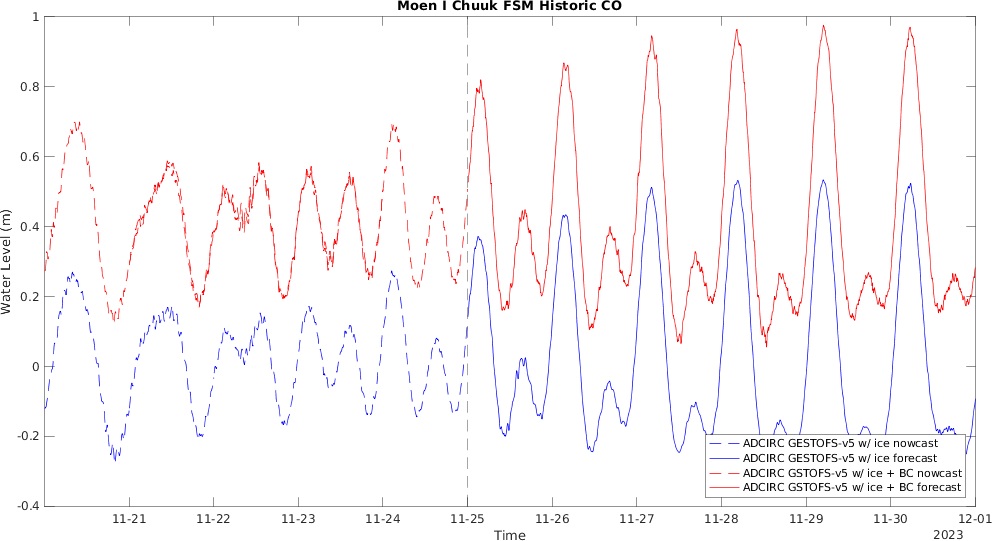 Moen I Chuuk FSM Historic CO
1
0.8
0.6
0.4
0.2
0
-0.2
-0.4
Water Level (m)
ADCIRC GESTOFS-v5 w/ ice nowcast
ADCIRC GESTOFS-v5 w/ ice forecast
ADCIRC GSTOFS-v5 w/ ice + BC nowcast
ADCIRC GSTOFS-v5 w/ ice + BC forecast
11-21 11-22 11-23 11-24 11-25 11-26 11-27 11-28 11-29 11-30 12-01
Time
2023